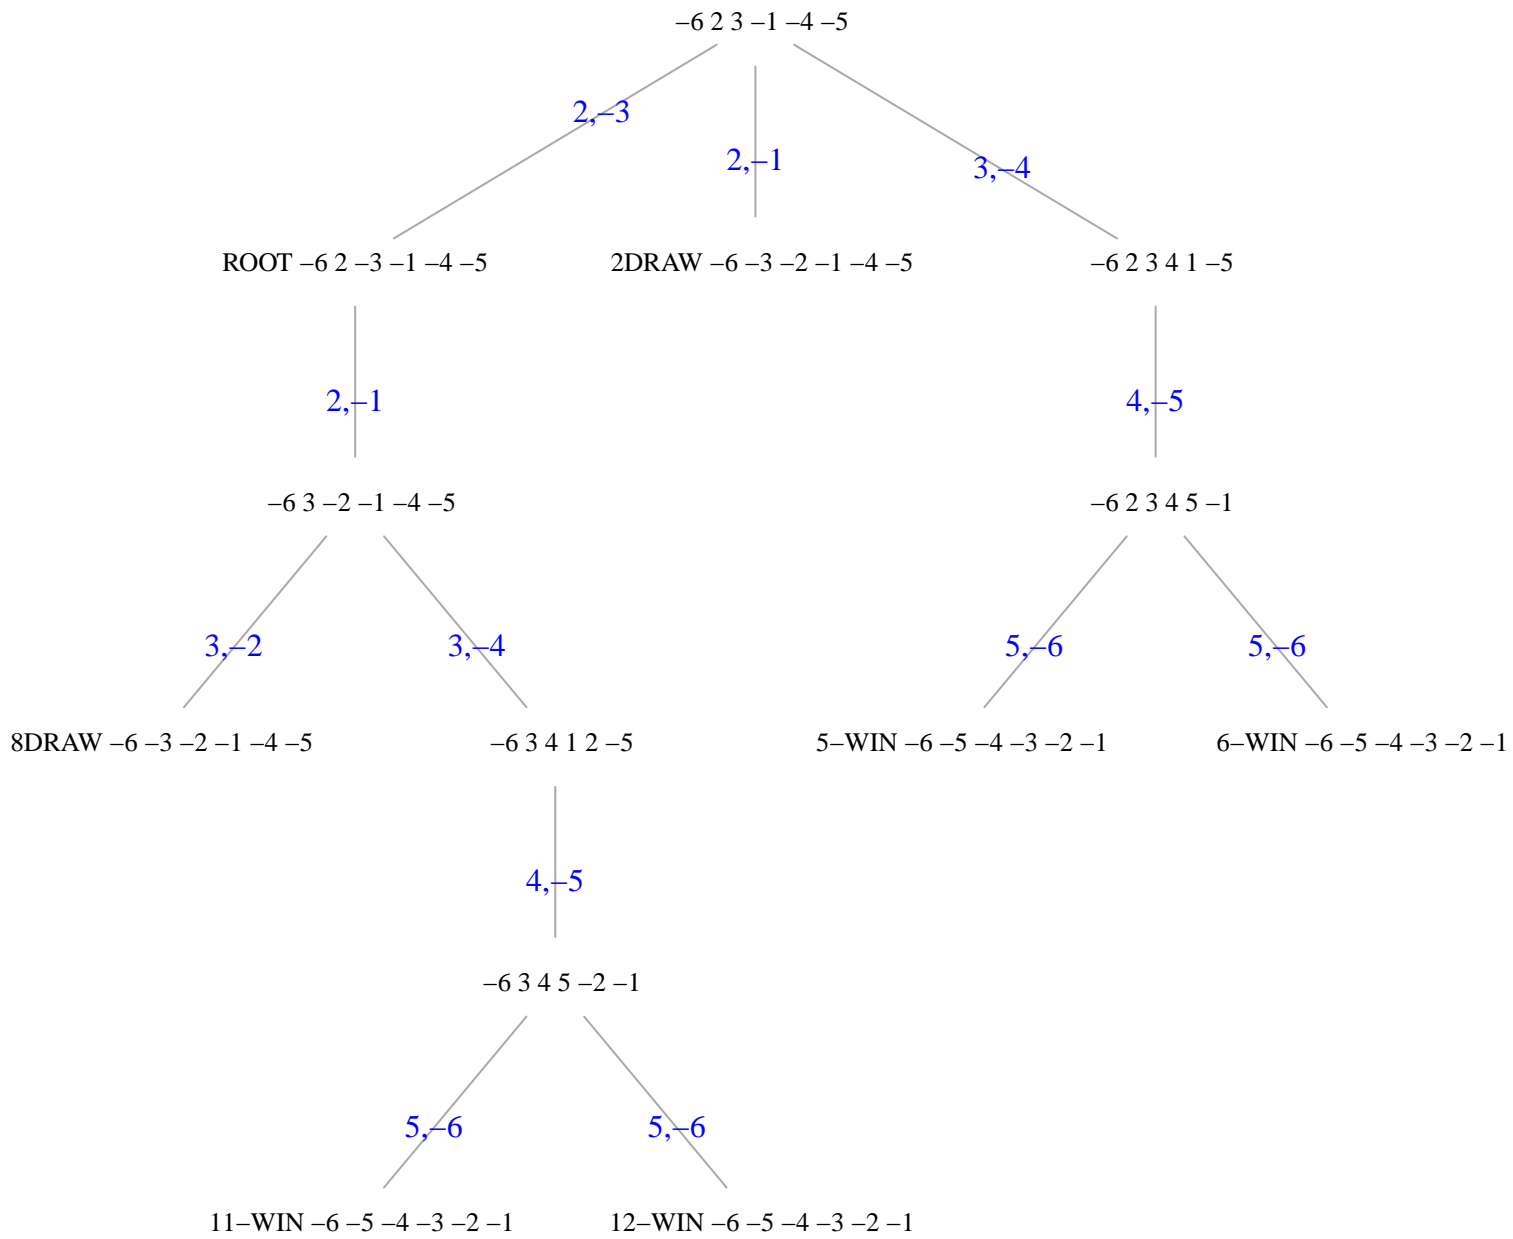 –6 2 3 –1 –4 –5
2,–3
2,–1
3,–4
ROOT –6 2 –3 –1 –4 –5
2DRAW –6 –3 –2 –1 –4 –5
–6 2 3 4 1 –5
2,–1
4,–5
–6 3 –2 –1 –4 –5
–6 2 3 4 5 –1
3,–2
3,–4
5,–6
5,–6
8DRAW –6 –3 –2 –1 –4 –5
–6 3 4 1 2 –5
5–WIN –6 –5 –4 –3 –2 –1
6–WIN –6 –5 –4 –3 –2 –1
4,–5
–6 3 4 5 –2 –1
5,–6
5,–6
11–WIN –6 –5 –4 –3 –2 –1
12–WIN –6 –5 –4 –3 –2 –1